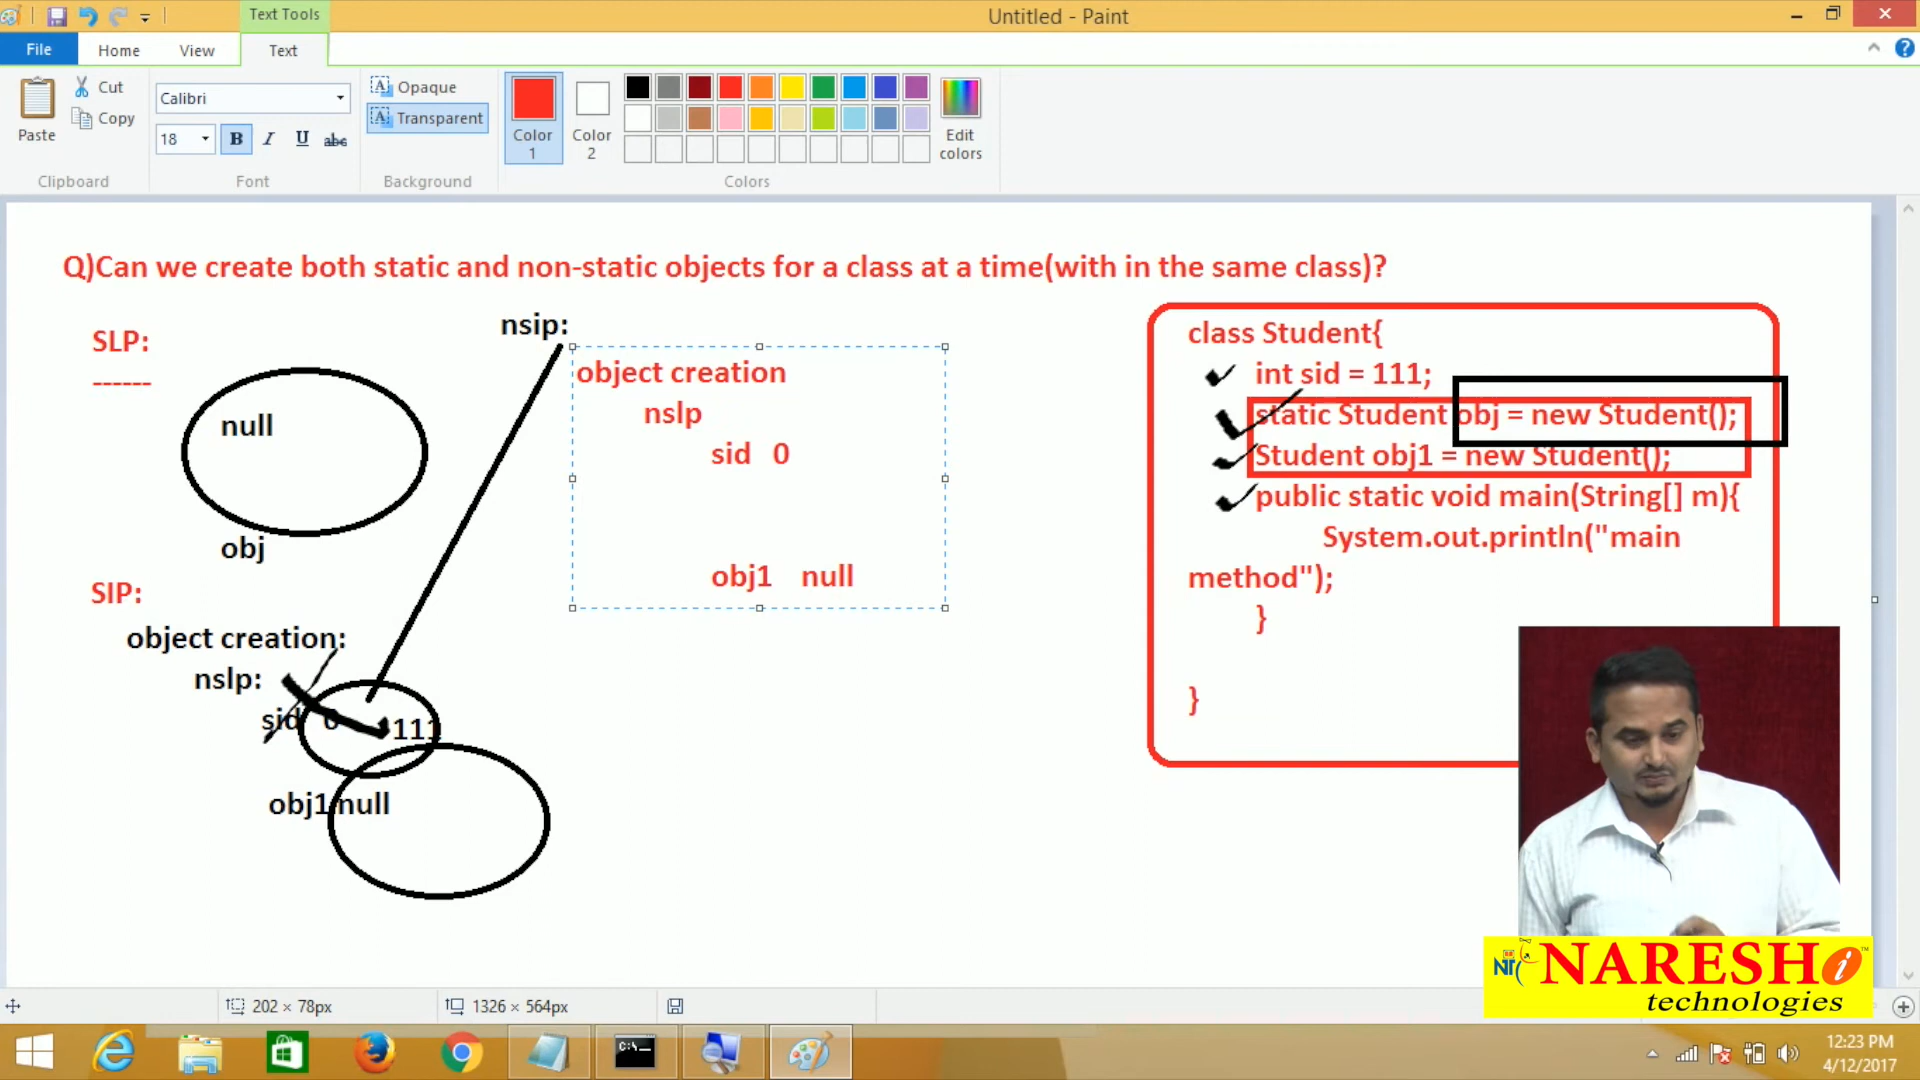 Text Tools
Untitled - Paint
File
Home
View
Text
Paste
Cut
Copy
Clipboard
Calibri
18
B
I
U
abc
Font
Opaque
Transparent
Background
Color 1
Color 2
Edit colors
Colors
Q)Can we create both static and non-static objects for a class at a time(with in the same class)?
SLP:
------
null
obj
SIP:
object creation:
nslp:
sid 0 111
obj1 null
nsip:
object creation
nslp
sid 0
obj1 null
class Student{
int sid = 111;
static Student obj = new Student();
Student obj1 = new Student();
public static void main(String[] m){
System.out.println("main
method");
}
}
NARESH i ™
technologies
202 × 78px
1326 × 564px
C:\_
12:23 PM
4/12/2017